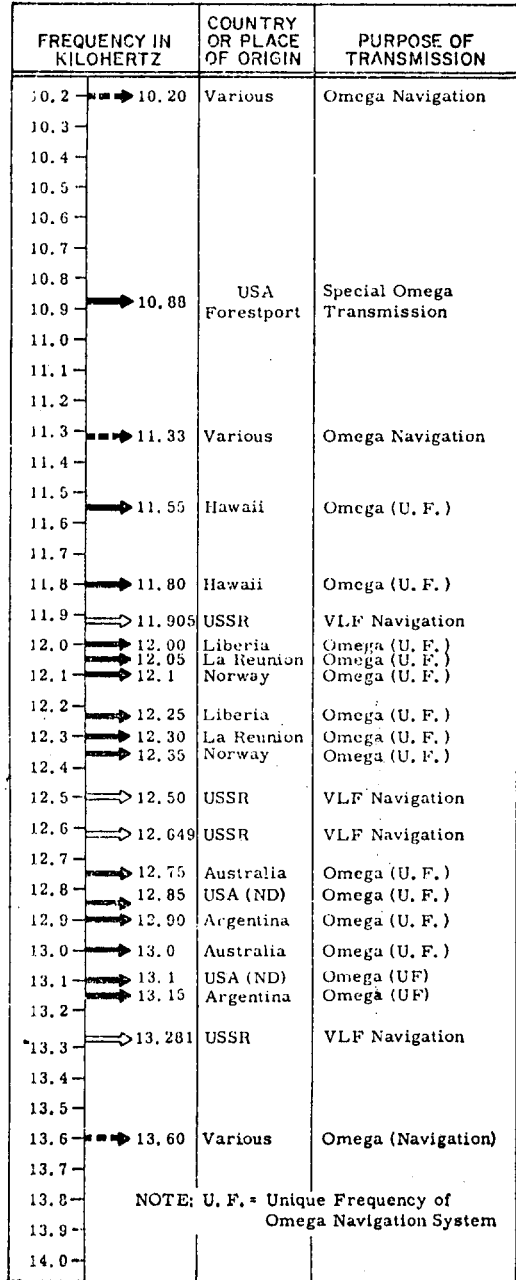 FREQUENCY IN KILOHERTZ
COUNTRY OR PLACE OF ORIGIN
PURPOSE OF TRANSMISSION
10.2 10.20 Various Omega Navigation
10.3
10.4
10.5
10.6
10.7
10.8
10.88 USA Forestport Special Omega Transmission
10.9
11.0
11.1
11.2
11.3 11.33 Various Omega Navigation
11.4
11.5 11.55 Hawaii Omega (U. F.)
11.6
11.7
11.8 11.80 Hawaii Omega (U. F.)
11.9 11.905 USSR VLF Navigation
12.0 12.00 Liberia Omega (U. F.)
12.05 La Reunion Omega (U. F.)
12.1 12.1 Norway Omega (U. F.)
12.2 12.25 Liberia Omega (U. F.)
12.3 12.30 La Reunion Omega (U. F.)
12.35 Norway Omega (U. F.)
12.4
12.5 12.50 USSR VLF Navigation
12.6 12.649 USSR VLF Navigation
12.7 12.75 Australia Omega (U. F.)
12.8 12.85 USA (ND) Omega (U. F.)
12.9 12.90 Argentina Omega (U. F.)
13.0 13.0 Australia Omega (U. F.)
13.1 13.1 USA (ND) Omega (UF)
13.15 Argentina Omega (UF)
13.2
13.3 13.281 USSR VLF Navigation
13.4
13.5
13.6 13.60 Various Omega (Navigation)
13.7
13.8 NOTE; U. F. = Unique Frequency of
Omega Navigation System
13.9
14.0